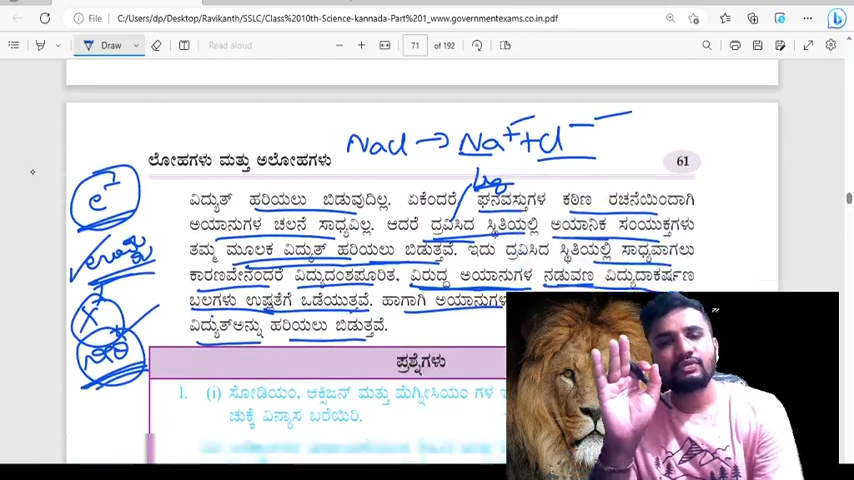 C:/Users/dp/Desktop/Ravikanth/SSLC/Class%2010th-Science-kannada-Part%201_www.governmentexams.co.in.pdf
Draw
Read aloud
71 of 192
NaCl → Na⁺ + Cl⁻
ಲೋಹಗಳು ಮತ್ತು ಅಲೋಹಗಳು 61
ವಿದ್ಯುತ್ ಹರಿಯಲು ಬಿಡುವುದಿಲ್ಲ. ಏಕೆಂದರೆ ಘನವಸ್ತುಗಳ ಕಠಿಣ ರಚನೆಯಿಂದಾಗಿ
ಅಯಾನುಗಳ ಚಲನೆ ಸಾಧ್ಯವಿಲ್ಲ. ಆದರೆ ದ್ರವಿಸಿದ ಸ್ಥಿತಿಯಲ್ಲಿ ಅಯಾನಿಕ ಸಂಯುಕ್ತಗಳು
ತಮ್ಮ ಮೂಲಕ ವಿದ್ಯುತ್ ಹರಿಯಲು ಬಿಡುತ್ತವೆ. ಇದು ದ್ರವಿಸಿದ ಸ್ಥಿತಿಯಲ್ಲಿ ಸಾಧ್ಯವಾಗಲು
ಕಾರಣವೇನಂದರೆ ವಿದ್ಯುದಂಶಪೂರಿತ, ವಿರುದ್ಧ ಅಯಾನುಗಳ ನಡುವಣ ವಿದ್ಯುದಾಕರ್ಷಣ
ಬಲಗಳು ಉಷ್ಣತೆಗೆ ಒಡೆಯುತ್ತವೆ. ಹಾಗಾಗಿ ಅಯಾನುಗಳ
ವಿದ್ಯುತ್‌ಅನ್ನು ಹರಿಯಲು ಬಿಡುತ್ತವೆ.
ಪ್ರಶ್ನೆಗಳು
1. (i) ಸೋಡಿಯಂ, ಆಕ್ಸಿಜನ್ ಮತ್ತು ಮೆಗ್ನೀಸಿಯಂ ಗಳ
ಚುಕ್ಕೆ ವಿನ್ಯಾಸ ಬರೆಯಿರಿ.